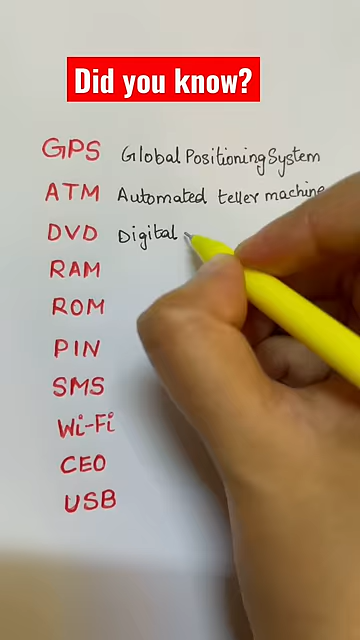 Did you know?
GPS Global Positioning System
ATM Automated teller machine
DVD Digital
RAM
ROM
PIN
SMS
Wi-Fi
CEO
USB